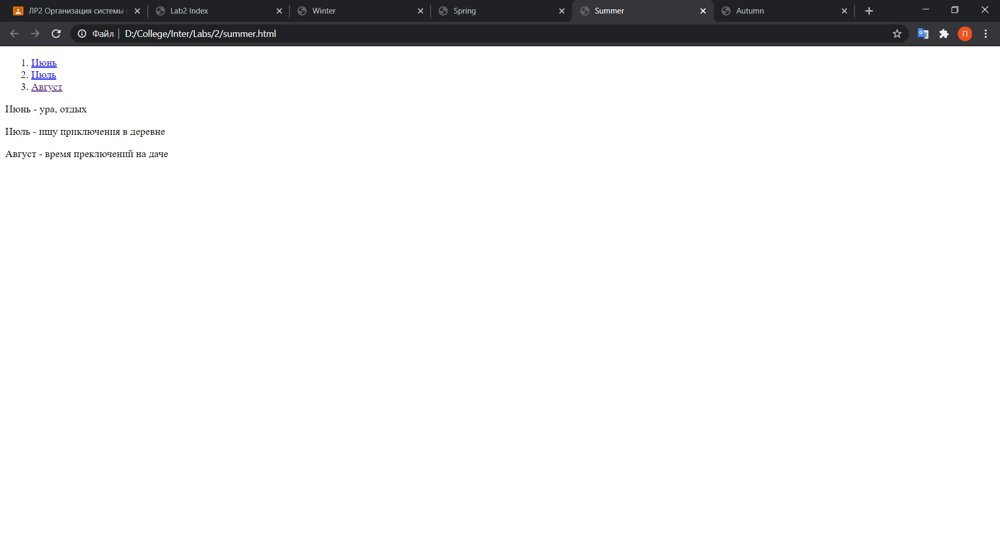 ЛР2 Организация системы
Lab2 Index
Winter
Spring
Summer
Autumn
Файл
D:/College/Inter/Labs/2/summer.html
П
1. Июнь
2. Июль
3. Август
Июнь - ура, отдых
Июль - ищу приключения в деревне
Август - время преключений на даче